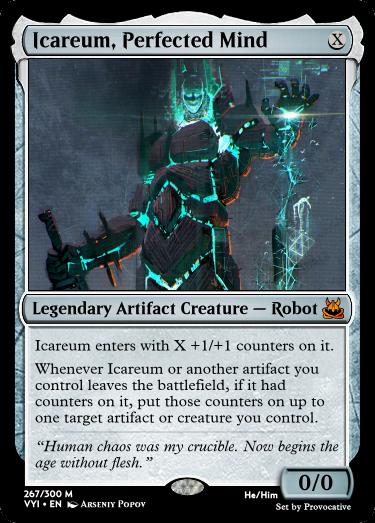 Icareum, Perfected Mind X
Legendary Artifact Creature — Robot
Icareum enters with X +1/+1 counters on it.
Whenever Icareum or another artifact you
control leaves the battlefield, if it had
counters on it, put those counters on up to
one target artifact or creature you control.
“Human chaos was my crucible. Now begins the
age without flesh.”
0/0
267/300 M
VYI • EN Arseniy Popov
He/Him
Set by Provocative